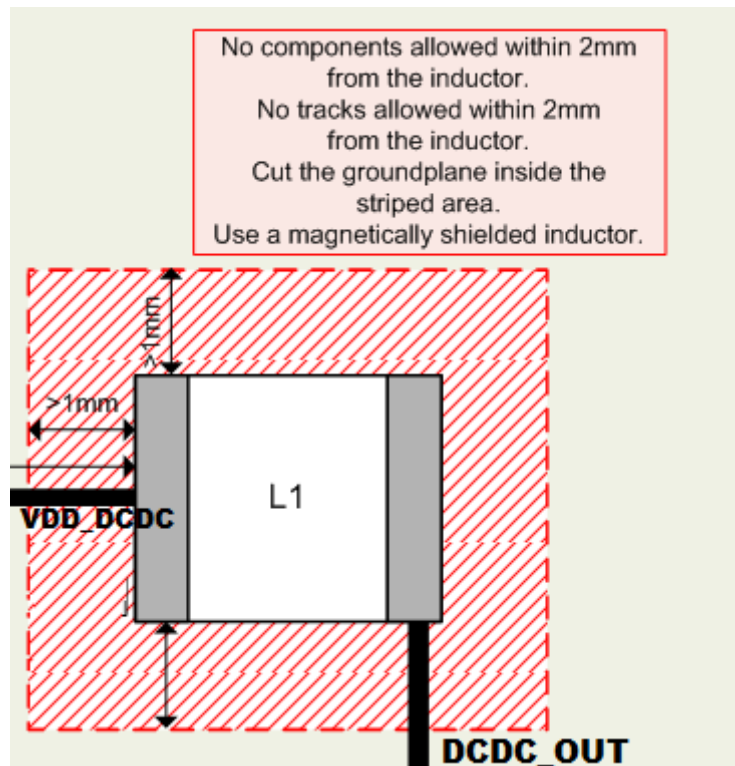 No components allowed within 2mm
from the inductor.
No tracks allowed within 2mm
from the inductor.
Cut the groundplane inside the
striped area.
Use a magnetically shielded inductor.
>1mm
>1mm
L1
VDD_DCDC
DCDC_OUT